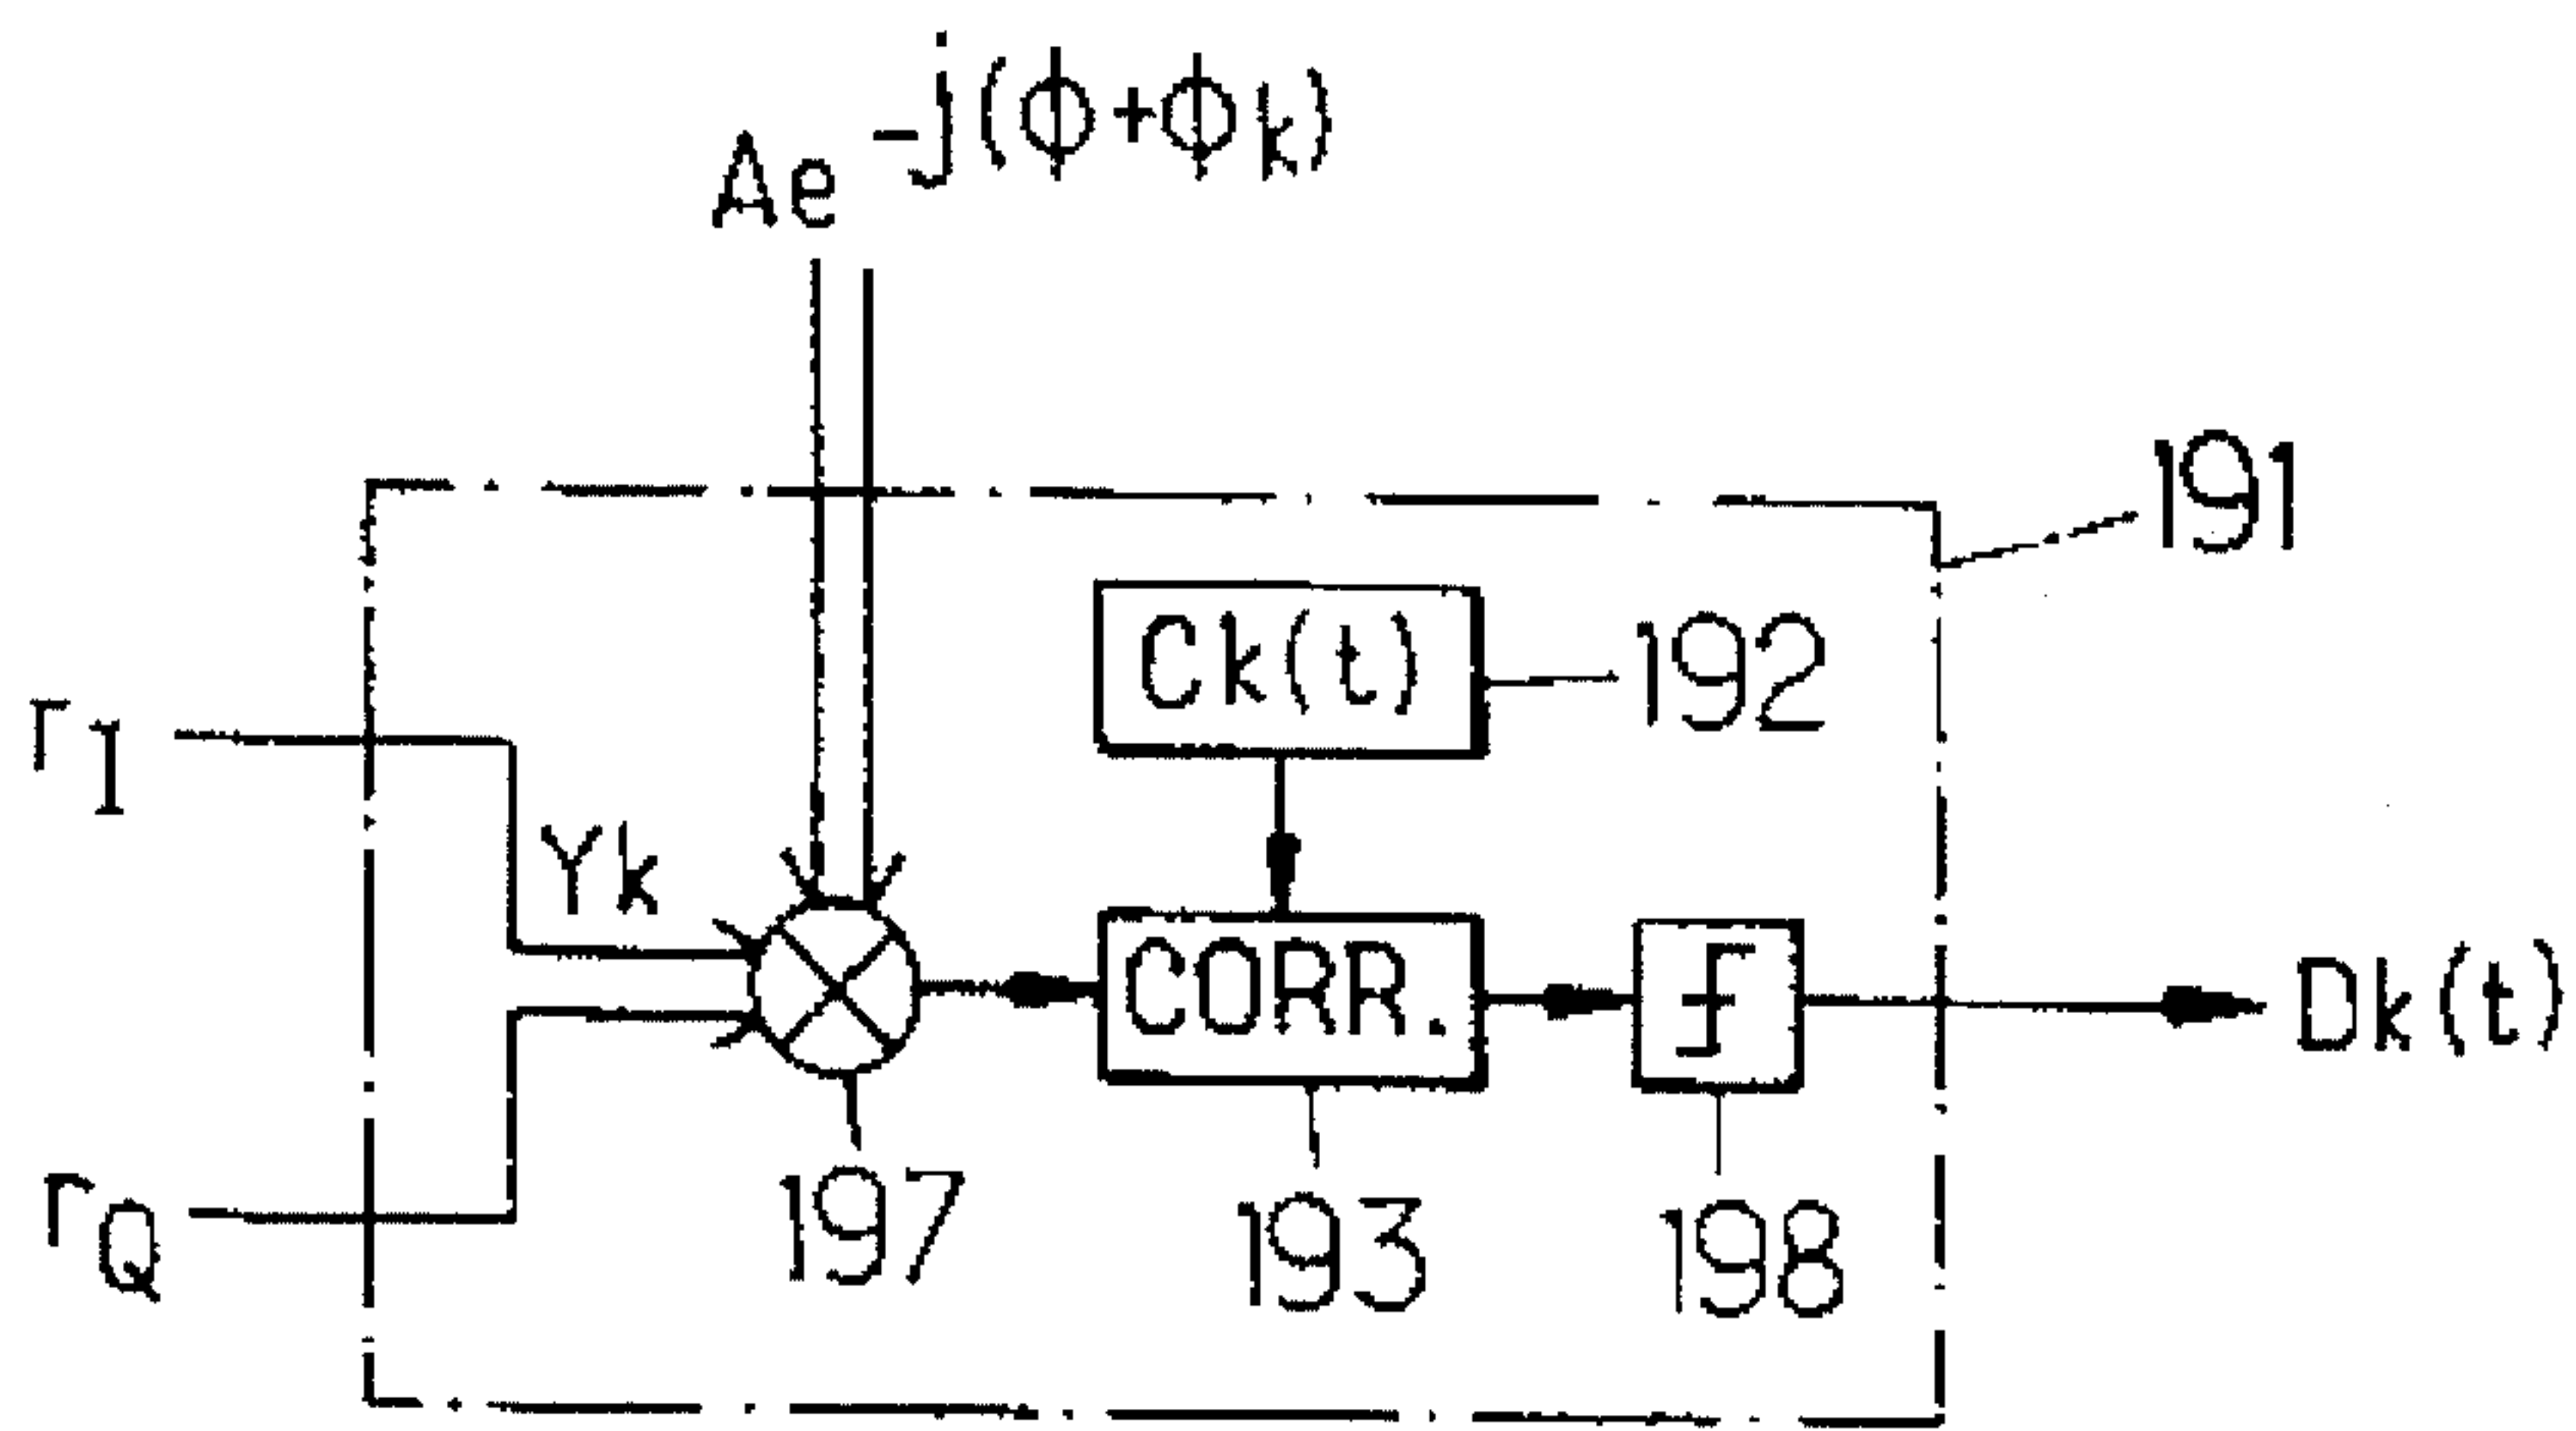 Ae -j(ϕ+ϕk)
191
Ck(t)
192
rI
Yk
CORR.
Dk(t)
rQ
197
193
198